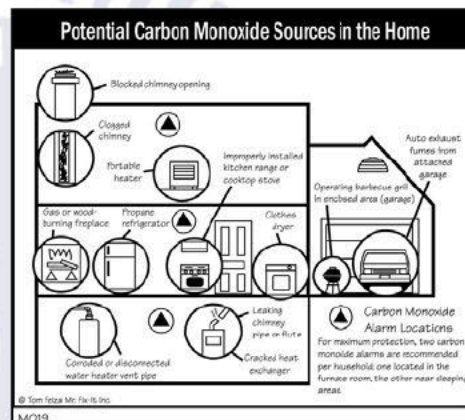 Potential Carbon Monoxide Sources in the Home
Blocked chimney opening
Clogged
chimney
Portable
heater
Improperly installed
kitchen range or
cooktop stove
Auto exhaust
fumes from
attached
garage
Operating barbecue grill
in enclosed area (garage)
Gas or wood-
burning fireplace
Propane
refrigerator
Clothes
dryer
Corroded or disconnected
water heater vent pipe
Leaking
chimney
pipe or flute
Cracked heat
exchanger
Carbon Monoxide
Alarm Locations
For maximum protection, two carbon
monoxide alarms are recommended
per household: one located in the
furnace room, the other near sleeping
areas.
© Tom Feiza Mr. Fix-It Inc.
M019